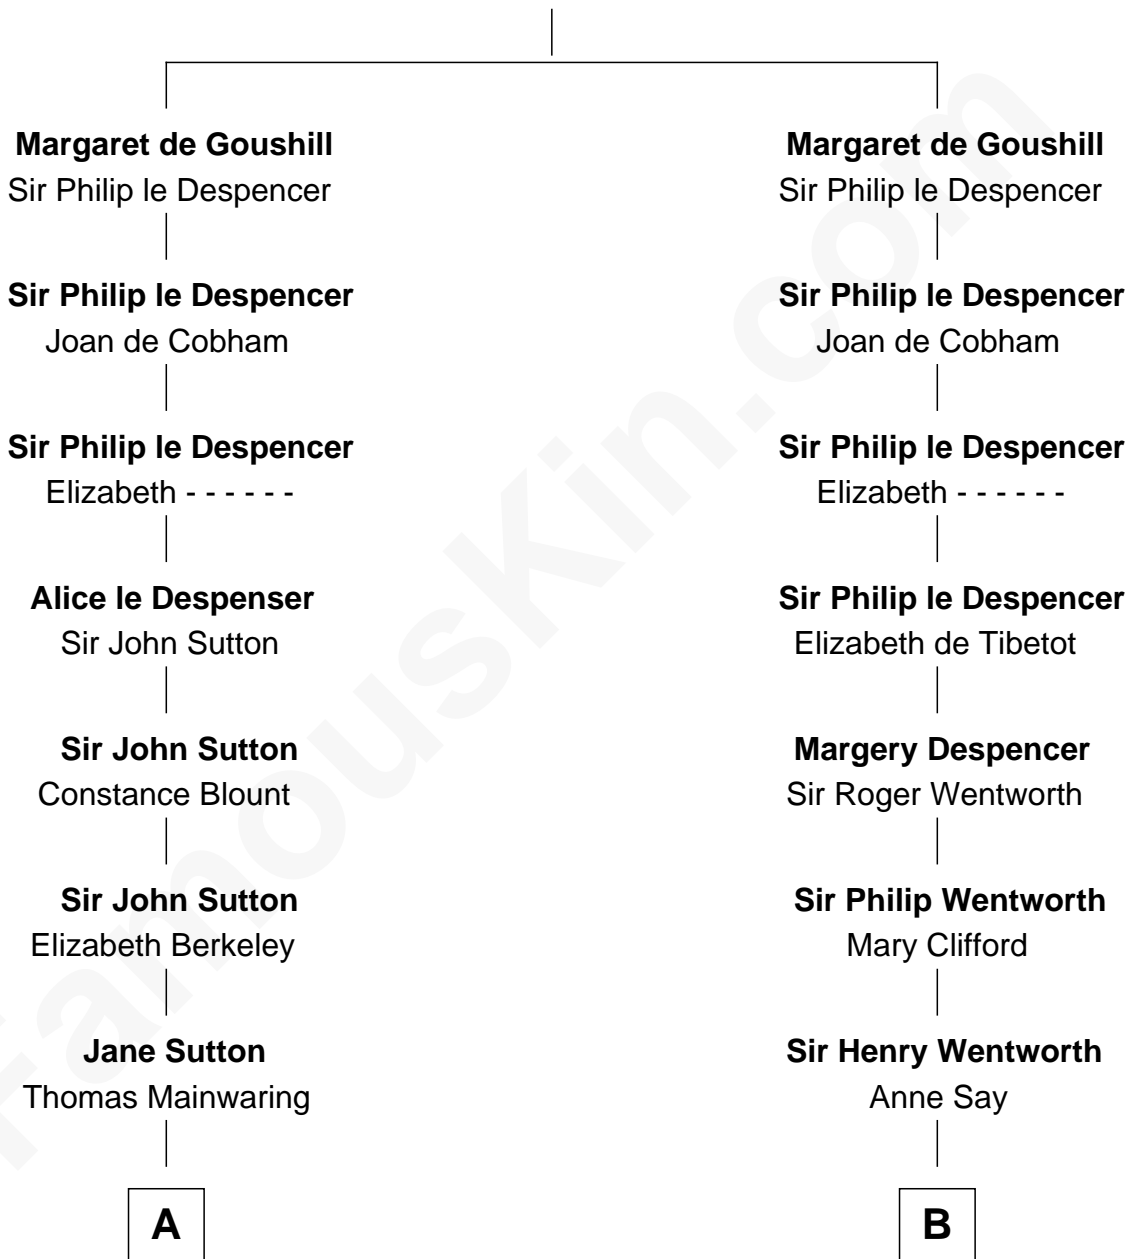 Margaret de Goushill Margaret de Goushill
Sir Philip le Despencer Sir Philip le Despencer
Sir Philip le Despencer Sir Philip le Despencer
Joan de Cobham Joan de Cobham
Sir Philip le Despencer Sir Philip le Despencer
Elizabeth - - - - - - Elizabeth - - - - - -
Alice le Despenser Sir Philip le Despencer
Sir John Sutton Elizabeth de Tibetot
Sir John Sutton Margery Despencer
Constance Blount Sir Roger Wentworth
Sir John Sutton Sir Philip Wentworth
Elizabeth Berkeley Mary Clifford
Jane Sutton Sir Henry Wentworth
Thomas Mainwaring Anne Say
A B
FamousKin.com